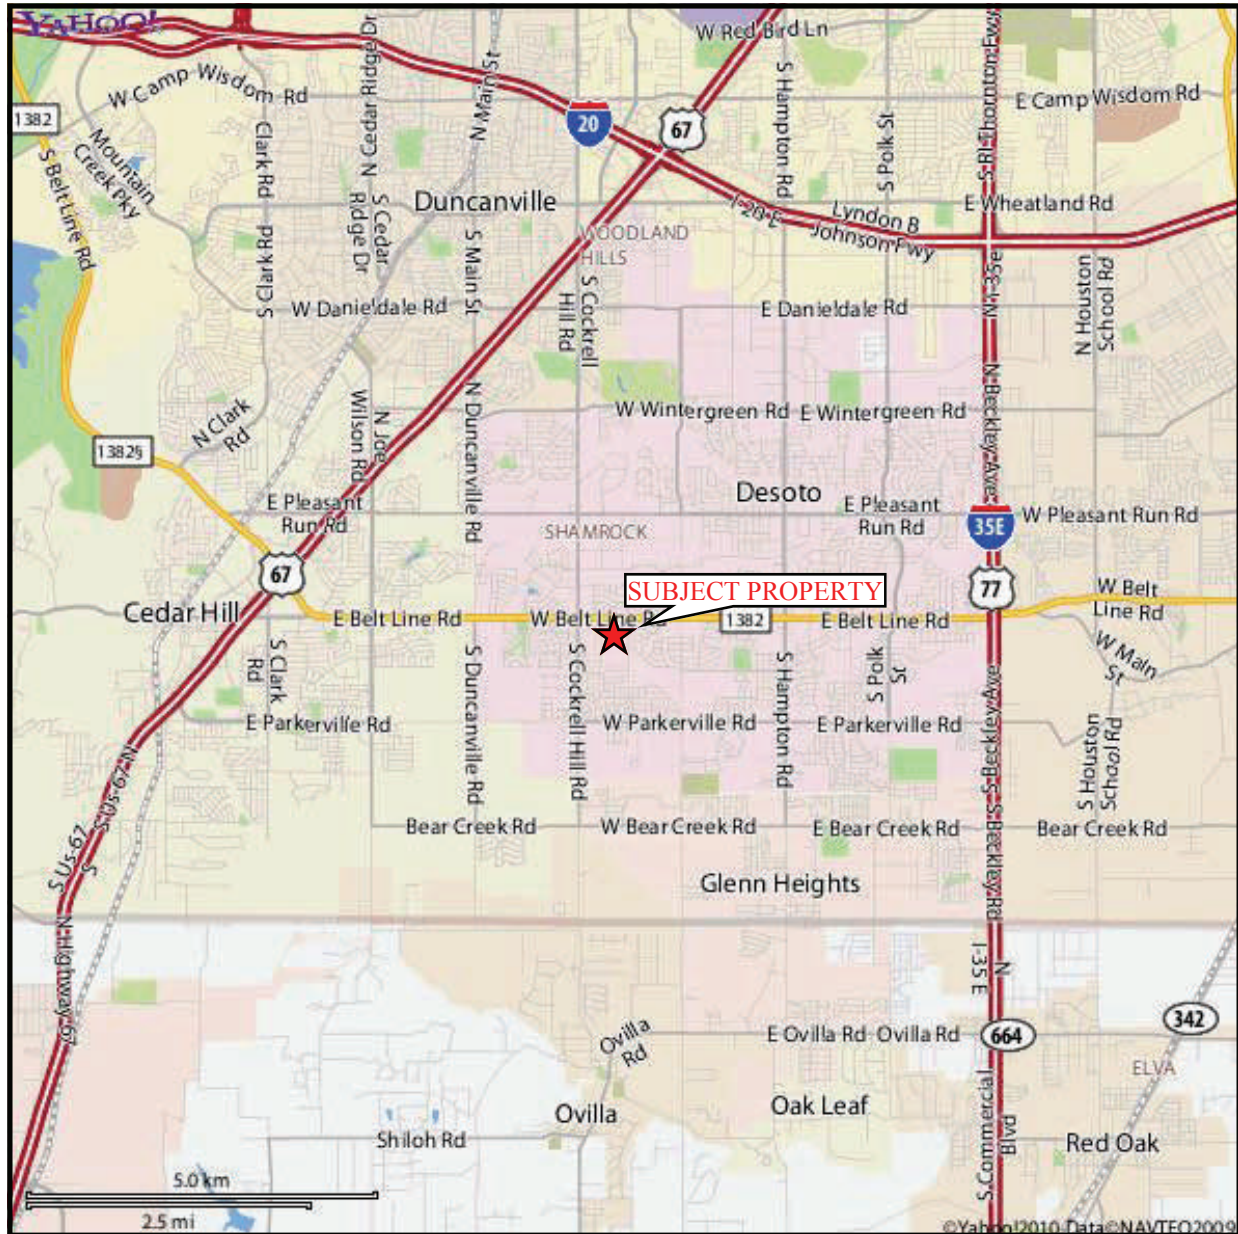 YAHOO!
W Red Bird Ln
W Camp Wisdom Rd
E Camp Wisdom Rd
1382
20
67
Mountain
Creek Pky
Clark Rd
N Cedar Ridge Dr
N Main St
S Hampton Rd
S Polk St
S RL Thornton Fwy
S Belt Line Rd
Duncanville
I-20 E
Lyndon B
Johnson Fwy
E Wheatland Rd
S Cedar
Ridge Dr
S Clark Rd
S Main St
WOODLAND
HILLS
W Danieldale Rd
S Cockrell
Hill Rd
E Danieldale Rd
N Houston
School Rd
N Clark
Rd
N Joe
Wilson Rd
N Duncanville Rd
W Wintergreen Rd
E Wintergreen Rd
N Beckley Ave
1382
Desoto
E Pleasant
Run Rd
E Pleasant
Run Rd
35E
W Pleasant Run Rd
SHAMROCK
67
SUBJECT PROPERTY
77
W Belt
Line Rd
Cedar Hill
E Belt Line Rd
W Belt Line Rd
1382
E Belt Line Rd
W Main
St
S Clark
Rd
S Duncanville Rd
S Cockrell Hill Rd
S Hampton Rd
S Polk
St
S Beckley Ave
E Parkerville Rd
W Parkerville Rd
E Parkerville Rd
S Houston
School Rd
S Us-67 N
S Us-67
S
Bear Creek Rd
W Bear Creek Rd
E Bear Creek Rd
Bear Creek Rd
S Beckley Rd
Glenn Heights
N Highway 67
I-35 E
N
Ovilla
Rd
E Ovilla Rd
Ovilla Rd
664
342
ELVA
Ovilla
Oak Leaf
S Commercial
Blvd
Shiloh Rd
Red Oak
5.0 km
2.5 mi
©Yahoo!2010 Data©NAVTEQ2009